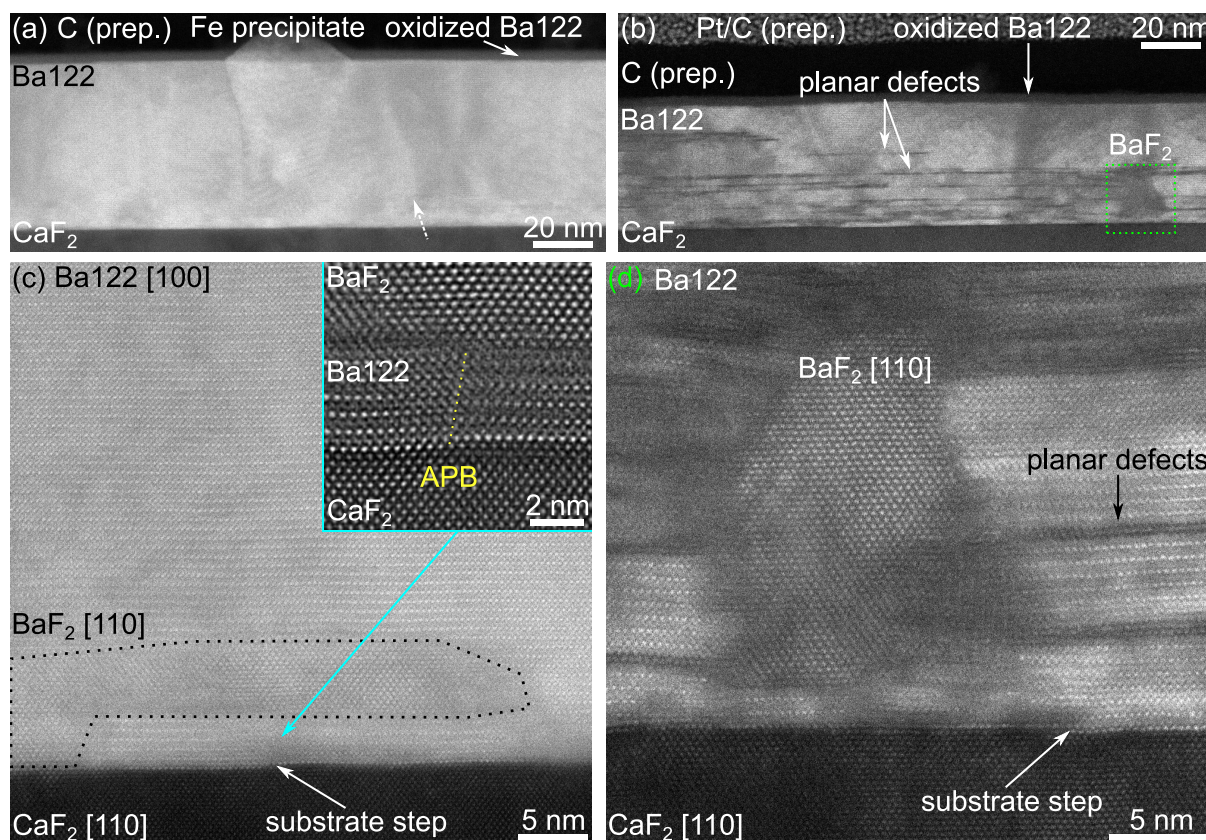 (a) C (prep.) Fe precipitate oxidized Ba122
Ba122
CaF₂
20 nm
(b) Pt/C (prep.) oxidized Ba122
20 nm
C (prep.)
planar defects
Ba122
BaF₂
CaF₂
(c) Ba122 [100]
BaF₂
Ba122
APB
CaF₂
2 nm
BaF₂ [110]
substrate step
CaF₂ [110]
5 nm
(d) Ba122
BaF₂ [110]
planar defects
substrate step
CaF₂ [110]
5 nm